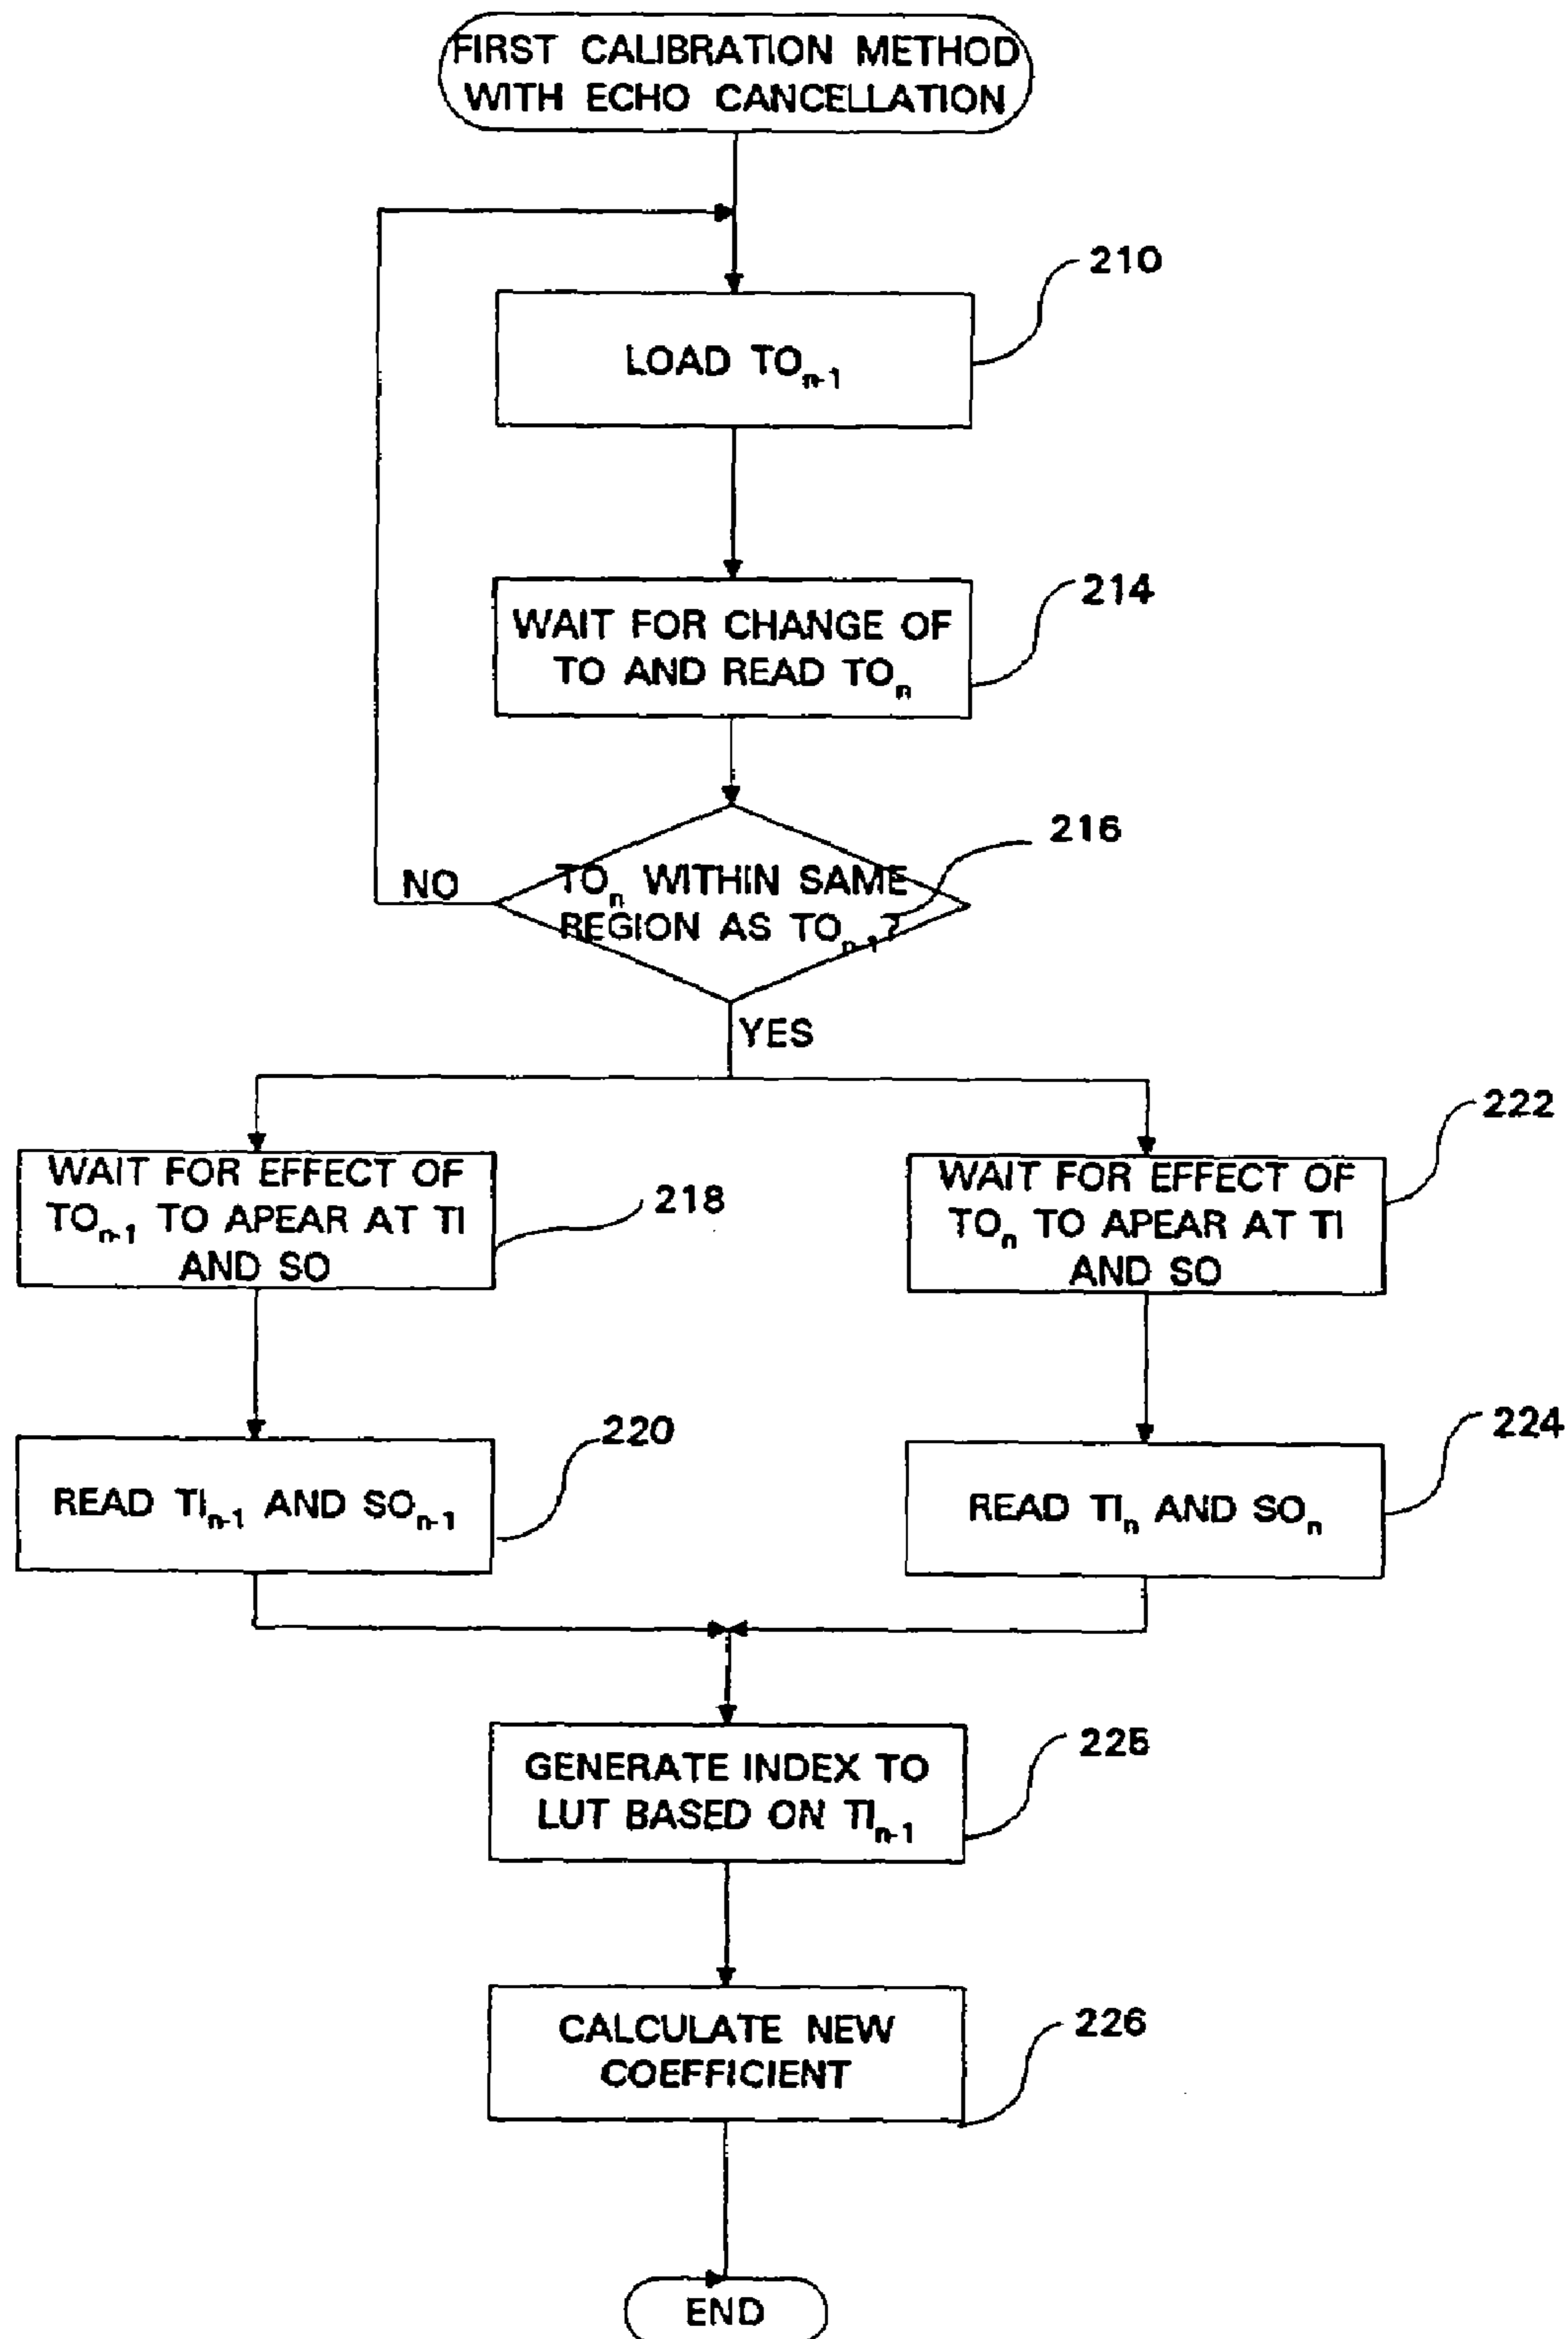 FIRST CALIBRATION METHOD
WITH ECHO CANCELLATION
210
LOAD TOn-1
214
WAIT FOR CHANGE OF
TO AND READ TOn
216
NO
TOn WITHIN SAME
REGION AS TOn-1?
YES
WAIT FOR EFFECT OF
TOn-1 TO APEAR AT TI
AND SO
218
WAIT FOR EFFECT OF
TOn TO APEAR AT TI
AND SO
222
READ TIn-1 AND SOn-1
220
READ TIn AND SOn
224
GENERATE INDEX TO
LUT BASED ON TIn-1
225
CALCULATE NEW
COEFFICIENT
226
END